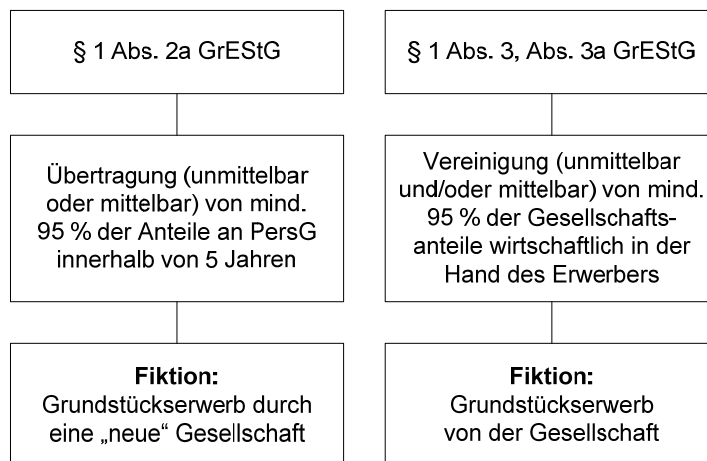 § 1 Abs. 2a GrEStG
Übertragung (unmittelbar
oder mittelbar) von mind.
95 % der Anteile an PersG
innerhalb von 5 Jahren
Fiktion:
Grundstückserwerb durch
eine „neue“ Gesellschaft
§ 1 Abs. 3, Abs. 3a GrEStG
Vereinigung (unmittelbar
und/oder mittelbar) von mind.
95 % der Gesellschafts-
anteile wirtschaftlich in der
Hand des Erwerbers
Fiktion:
Grundstückserwerb
von der Gesellschaft